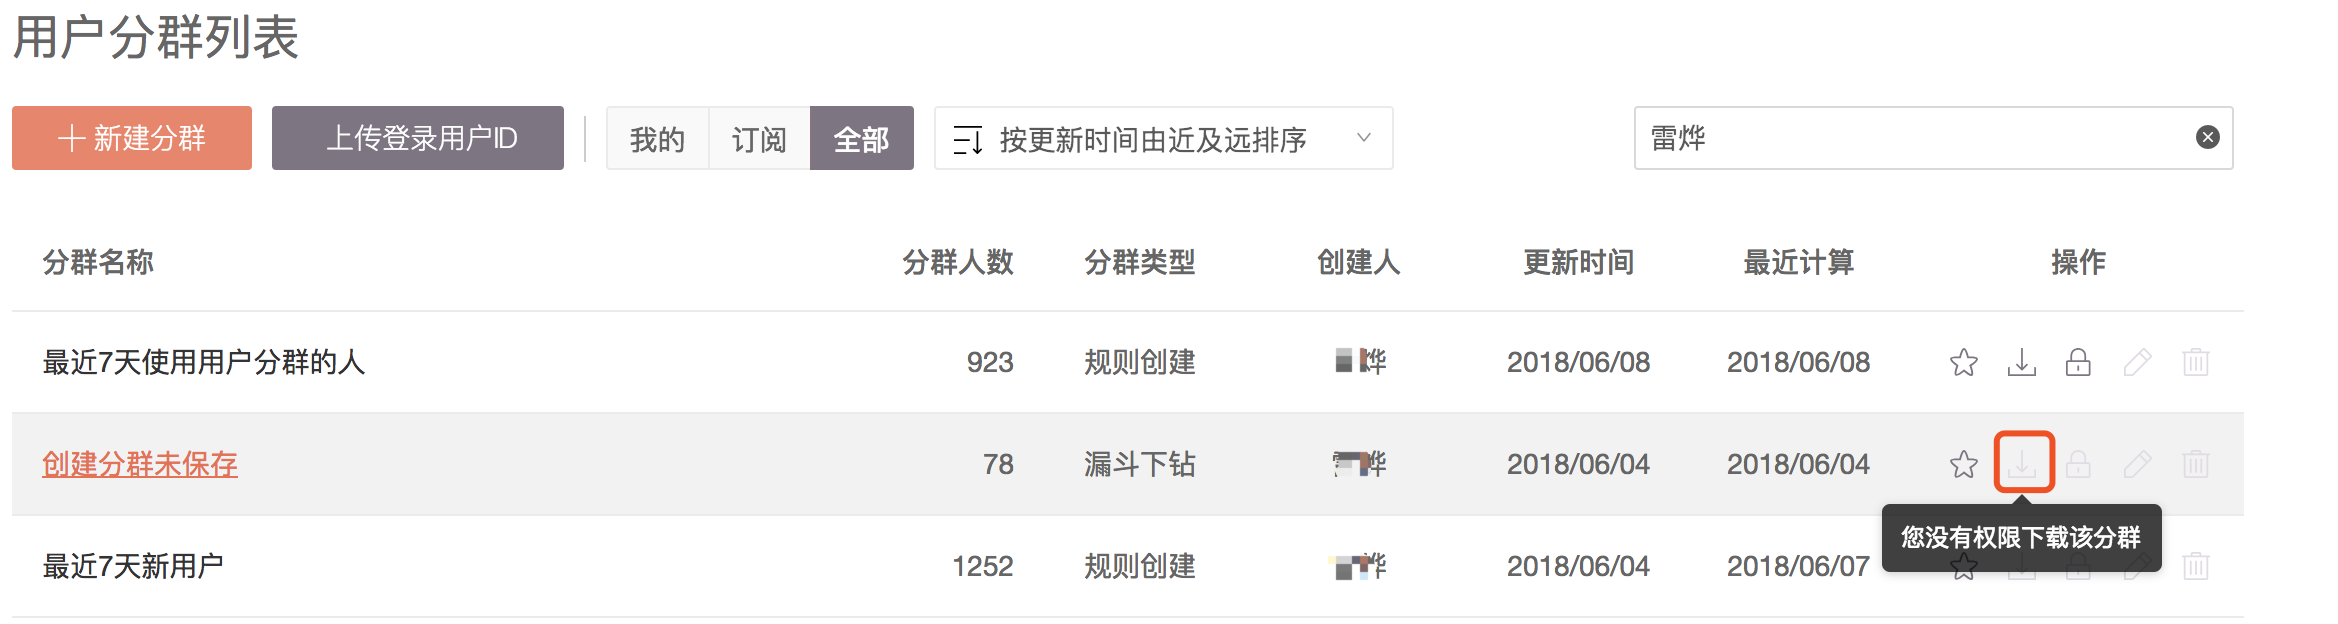 用户分群列表
新建分群 上传登录用户ID 我的 订阅 全部 按更新时间由近及远排序 雷烨
分群名称 分群人数 分群类型 创建人 更新时间 最近计算 操作
最近7天使用用户分群的人 923 规则创建 烨 2018/06/08 2018/06/08
创建分群未保存 78 漏斗下钻 烨 2018/06/04 2018/06/04
您没有权限下载该分群
最近7天新用户 1252 规则创建 烨 2018/06/04 2018/06/07